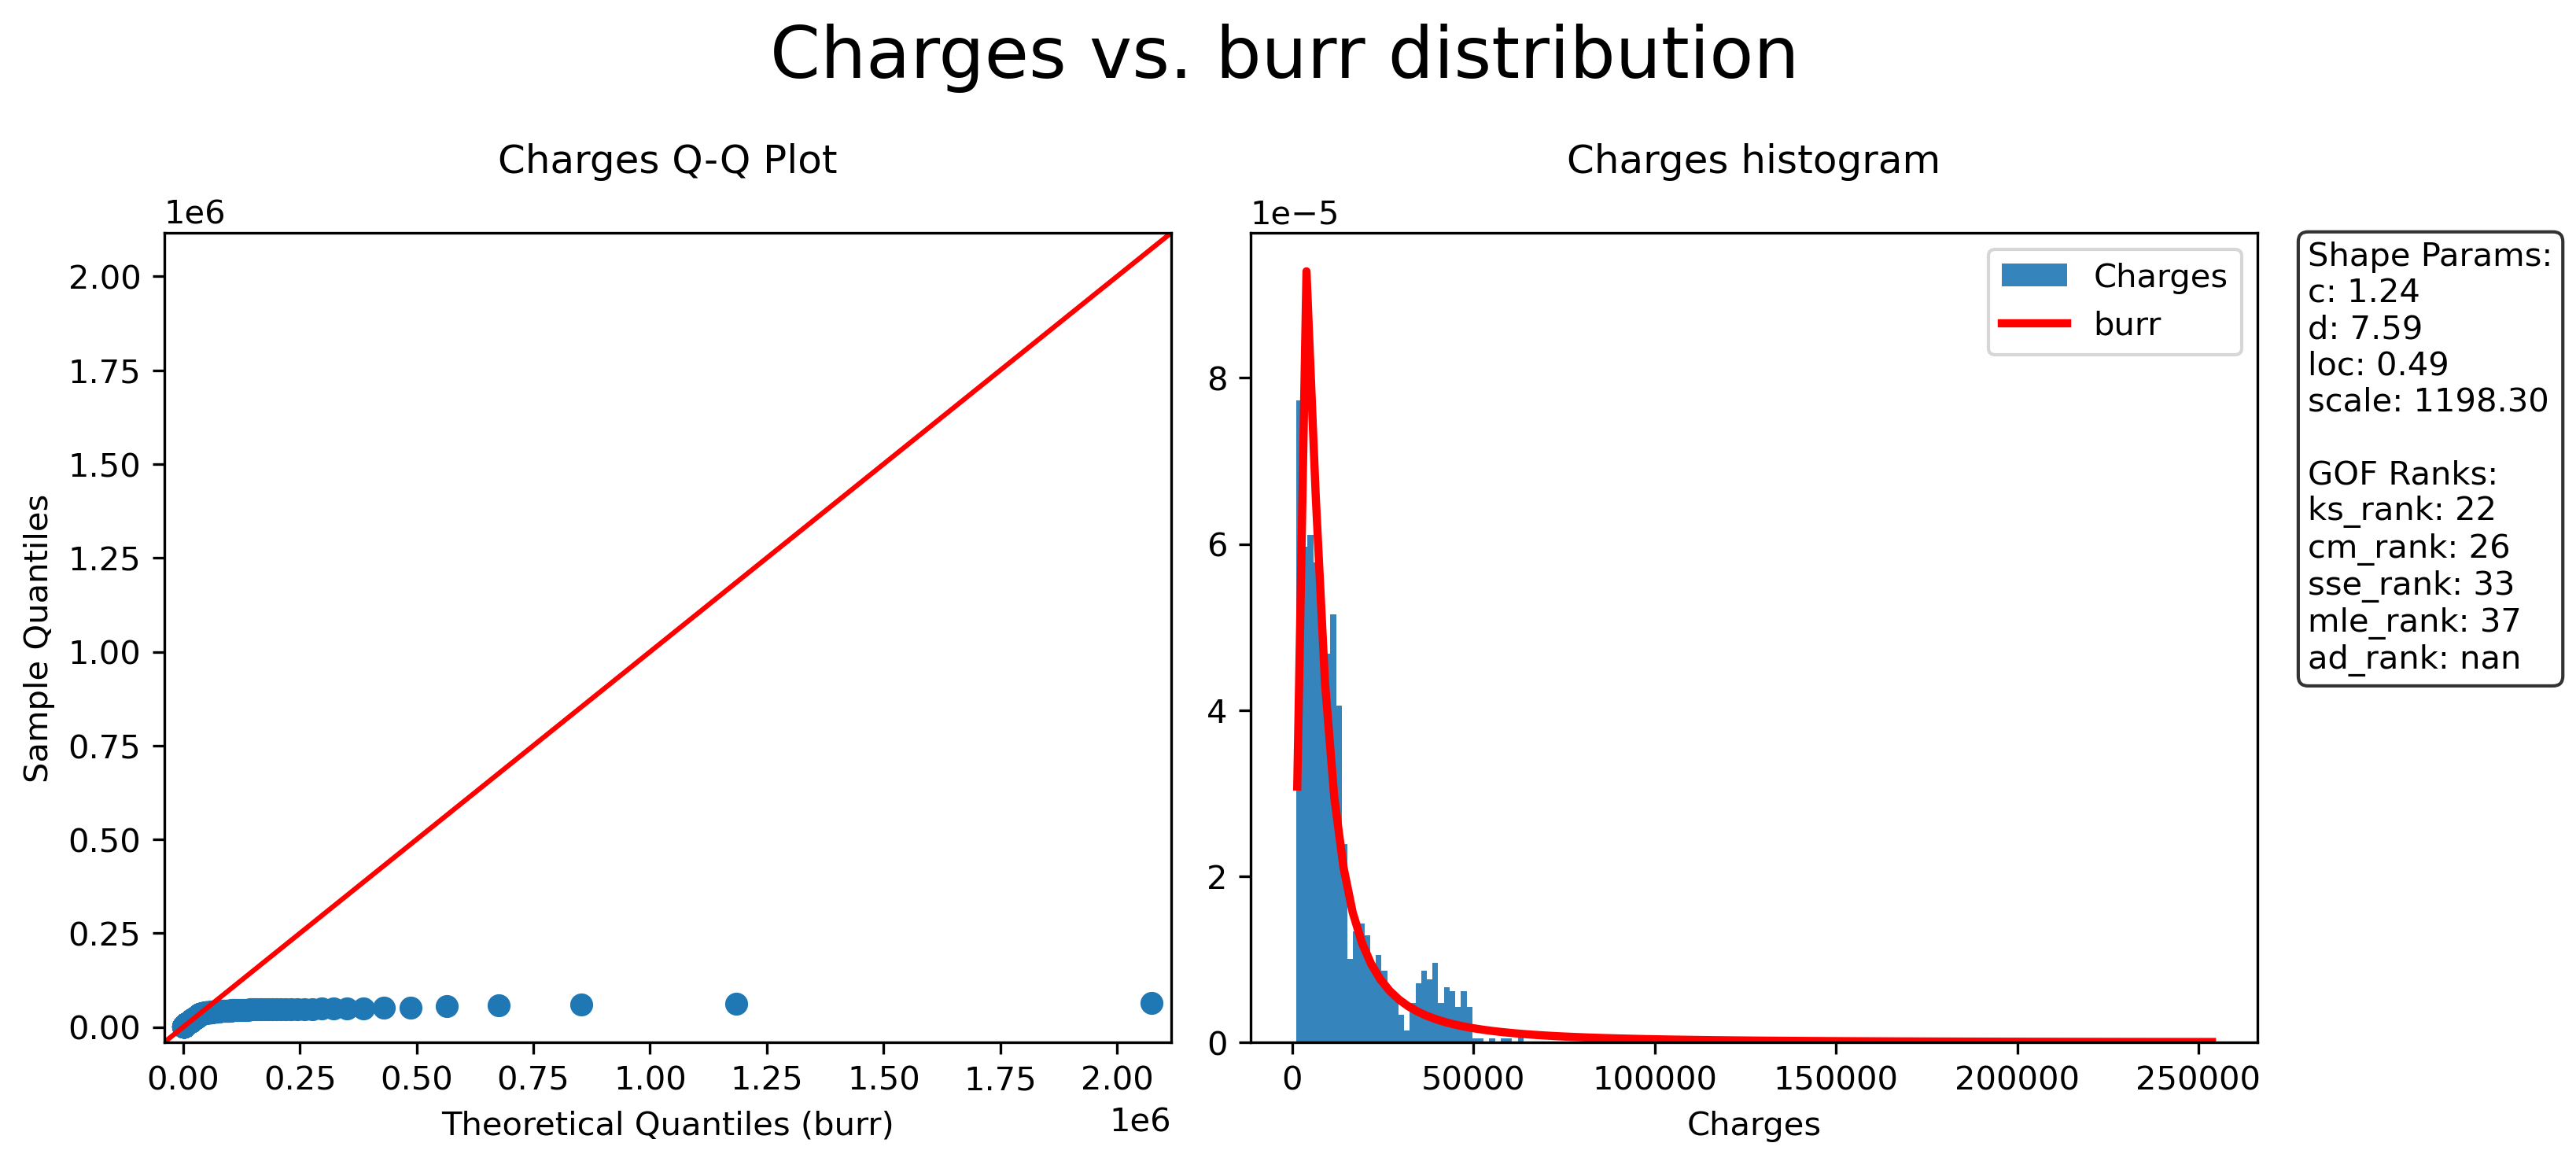 Charges vs. burr distribution
Charges Q-Q Plot
1e6
2.00
1.75
1.50
1.25
1.00
0.75
0.50
0.25
0.00
Sample Quantiles
0.00 0.25 0.50 0.75 1.00 1.25 1.50 1.75 2.00
1e6
Theoretical Quantiles (burr)
Charges histogram
1e−5
8
6
4
2
0
0 50000 100000 150000 200000 250000
Charges
Charges
burr
Shape Params:
c: 1.24
d: 7.59
loc: 0.49
scale: 1198.30
GOF Ranks:
ks_rank: 22
cm_rank: 26
sse_rank: 33
mle_rank: 37
ad_rank: nan